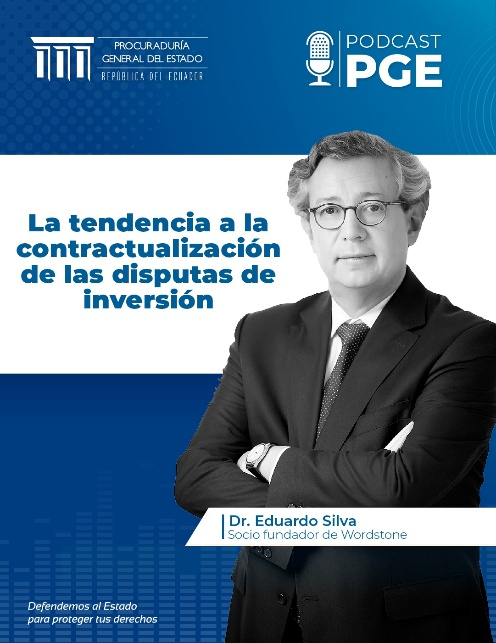 PROCURADURÍA
GENERAL DEL ESTADO
REPÚBLICA DEL ECUADOR
PODCAST
PGE
La tendencia a la
contractualización
de las disputas de
inversión
Dr. Eduardo Silva
Socio fundador de Wordstone
Defendemos al Estado
para proteger tus derechos